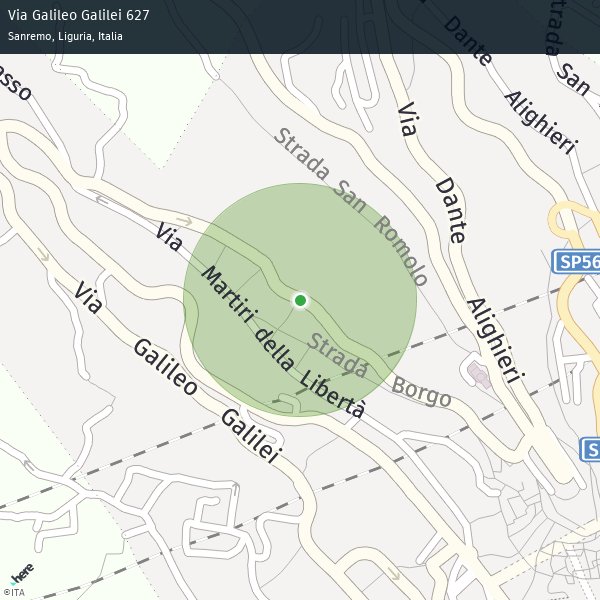 Via Galileo Galilei 627
Sanremo, Liguria, Italia
asso
Dante Alighieri
Strada San
Strada San Romolo
Via Dante Alighieri
SP56
Via Martiri della Libertà
Via Galileo Galilei
Strada Borgo
S
here
©ITA